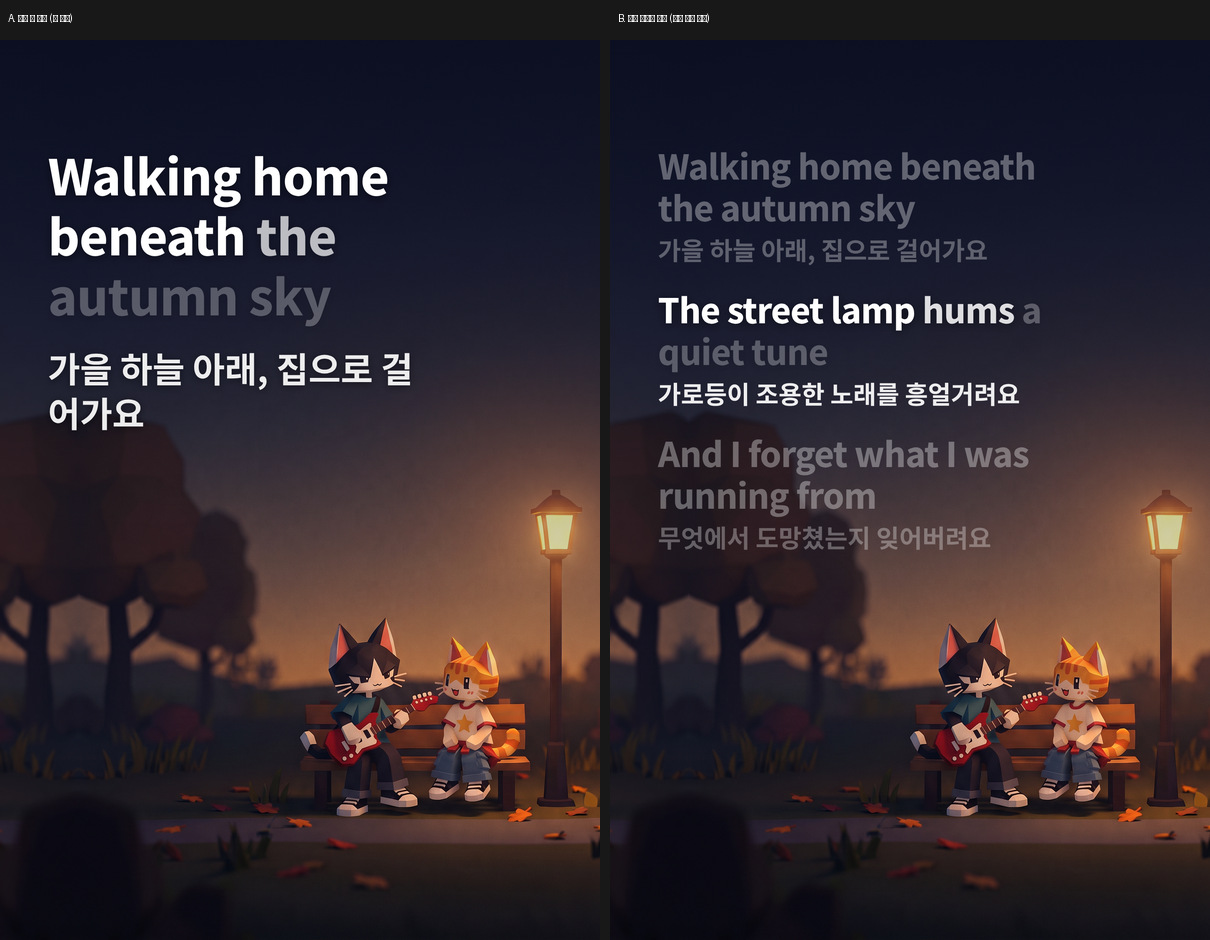 Walking home
beneath the
autumn sky
가을 하늘 아래, 집으로 걸
어가요
Walking home beneath
the autumn sky
가을 하늘 아래, 집으로 걸어가요
The street lamp hums a
quiet tune
가로등이 조용한 노래를 흥얼거려요
And I forget what I was
running from
무엇에서 도망쳤는지 잊어버려요